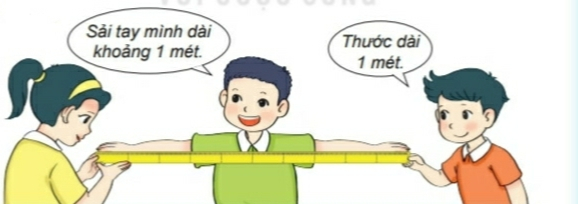 Sải tay mình dài
khoảng 1 mét.
Thước dài
1 mét.